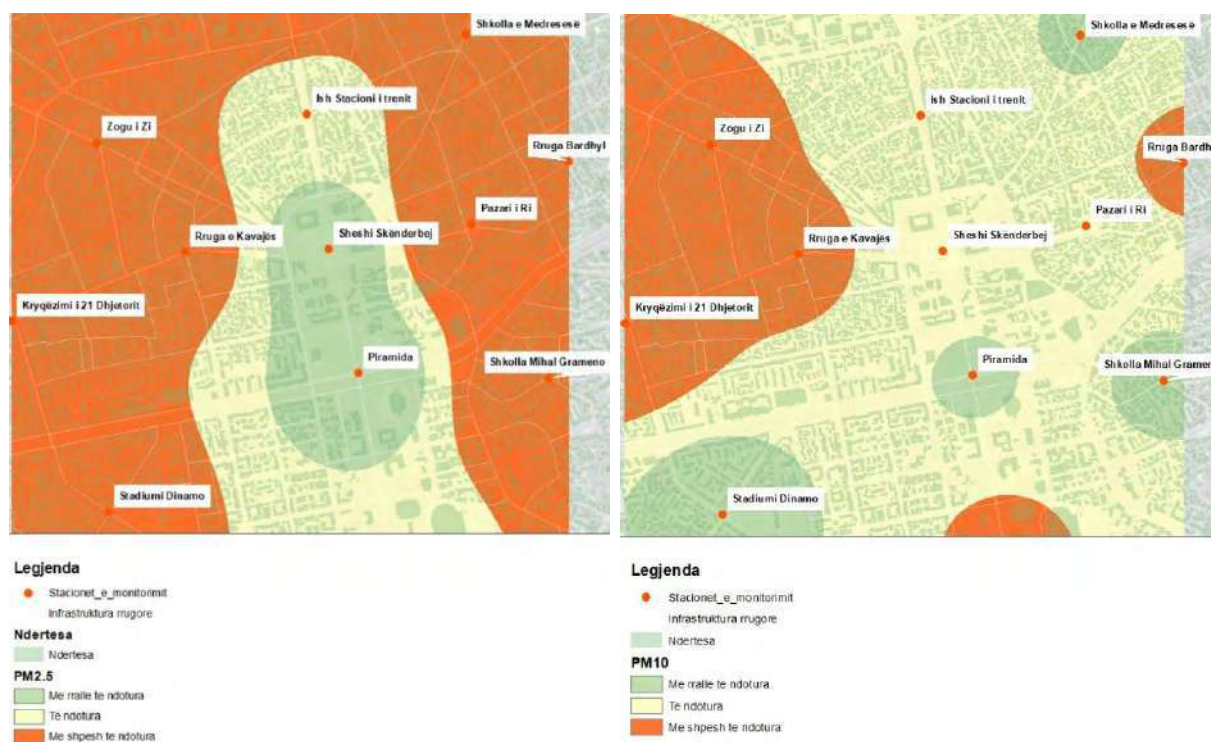 Shkolla e Medresesë
Ish Stacioni i trenit
Zogu i Zi
Rruga Bardhyl
Pazari i Ri
Rruga e Kavajës
Sheshi Skënderbej
Kryqëzimi i 21 Dhjetorit
Piramida
Shkolla Mihal Grameno
Stadiumi Dinamo
Legjenda
Stacionet_e_monitorimit
Infrastruktura rrugore
Ndertesa
Ndertesa
PM2.5
Me rralle te ndotura
Te ndotura
Me shpesh te ndotura
Shkolla e Medresesë
Ish Stacioni i trenit
Zogu i Zi
Rruga Bardh
Pazari i Ri
Rruga e Kavajës
Sheshi Skënderbej
Kryqëzimi i 21 Dhjetorit
Piramida
Shkolla Mihal Gramen
Stadiumi Dinamo
Legjenda
Stacionet_e_monitorimit
Infrastruktura rrugore
Ndertesa
PM10
Me rralle te ndotura
Te ndotura
Me shpesh te ndotura